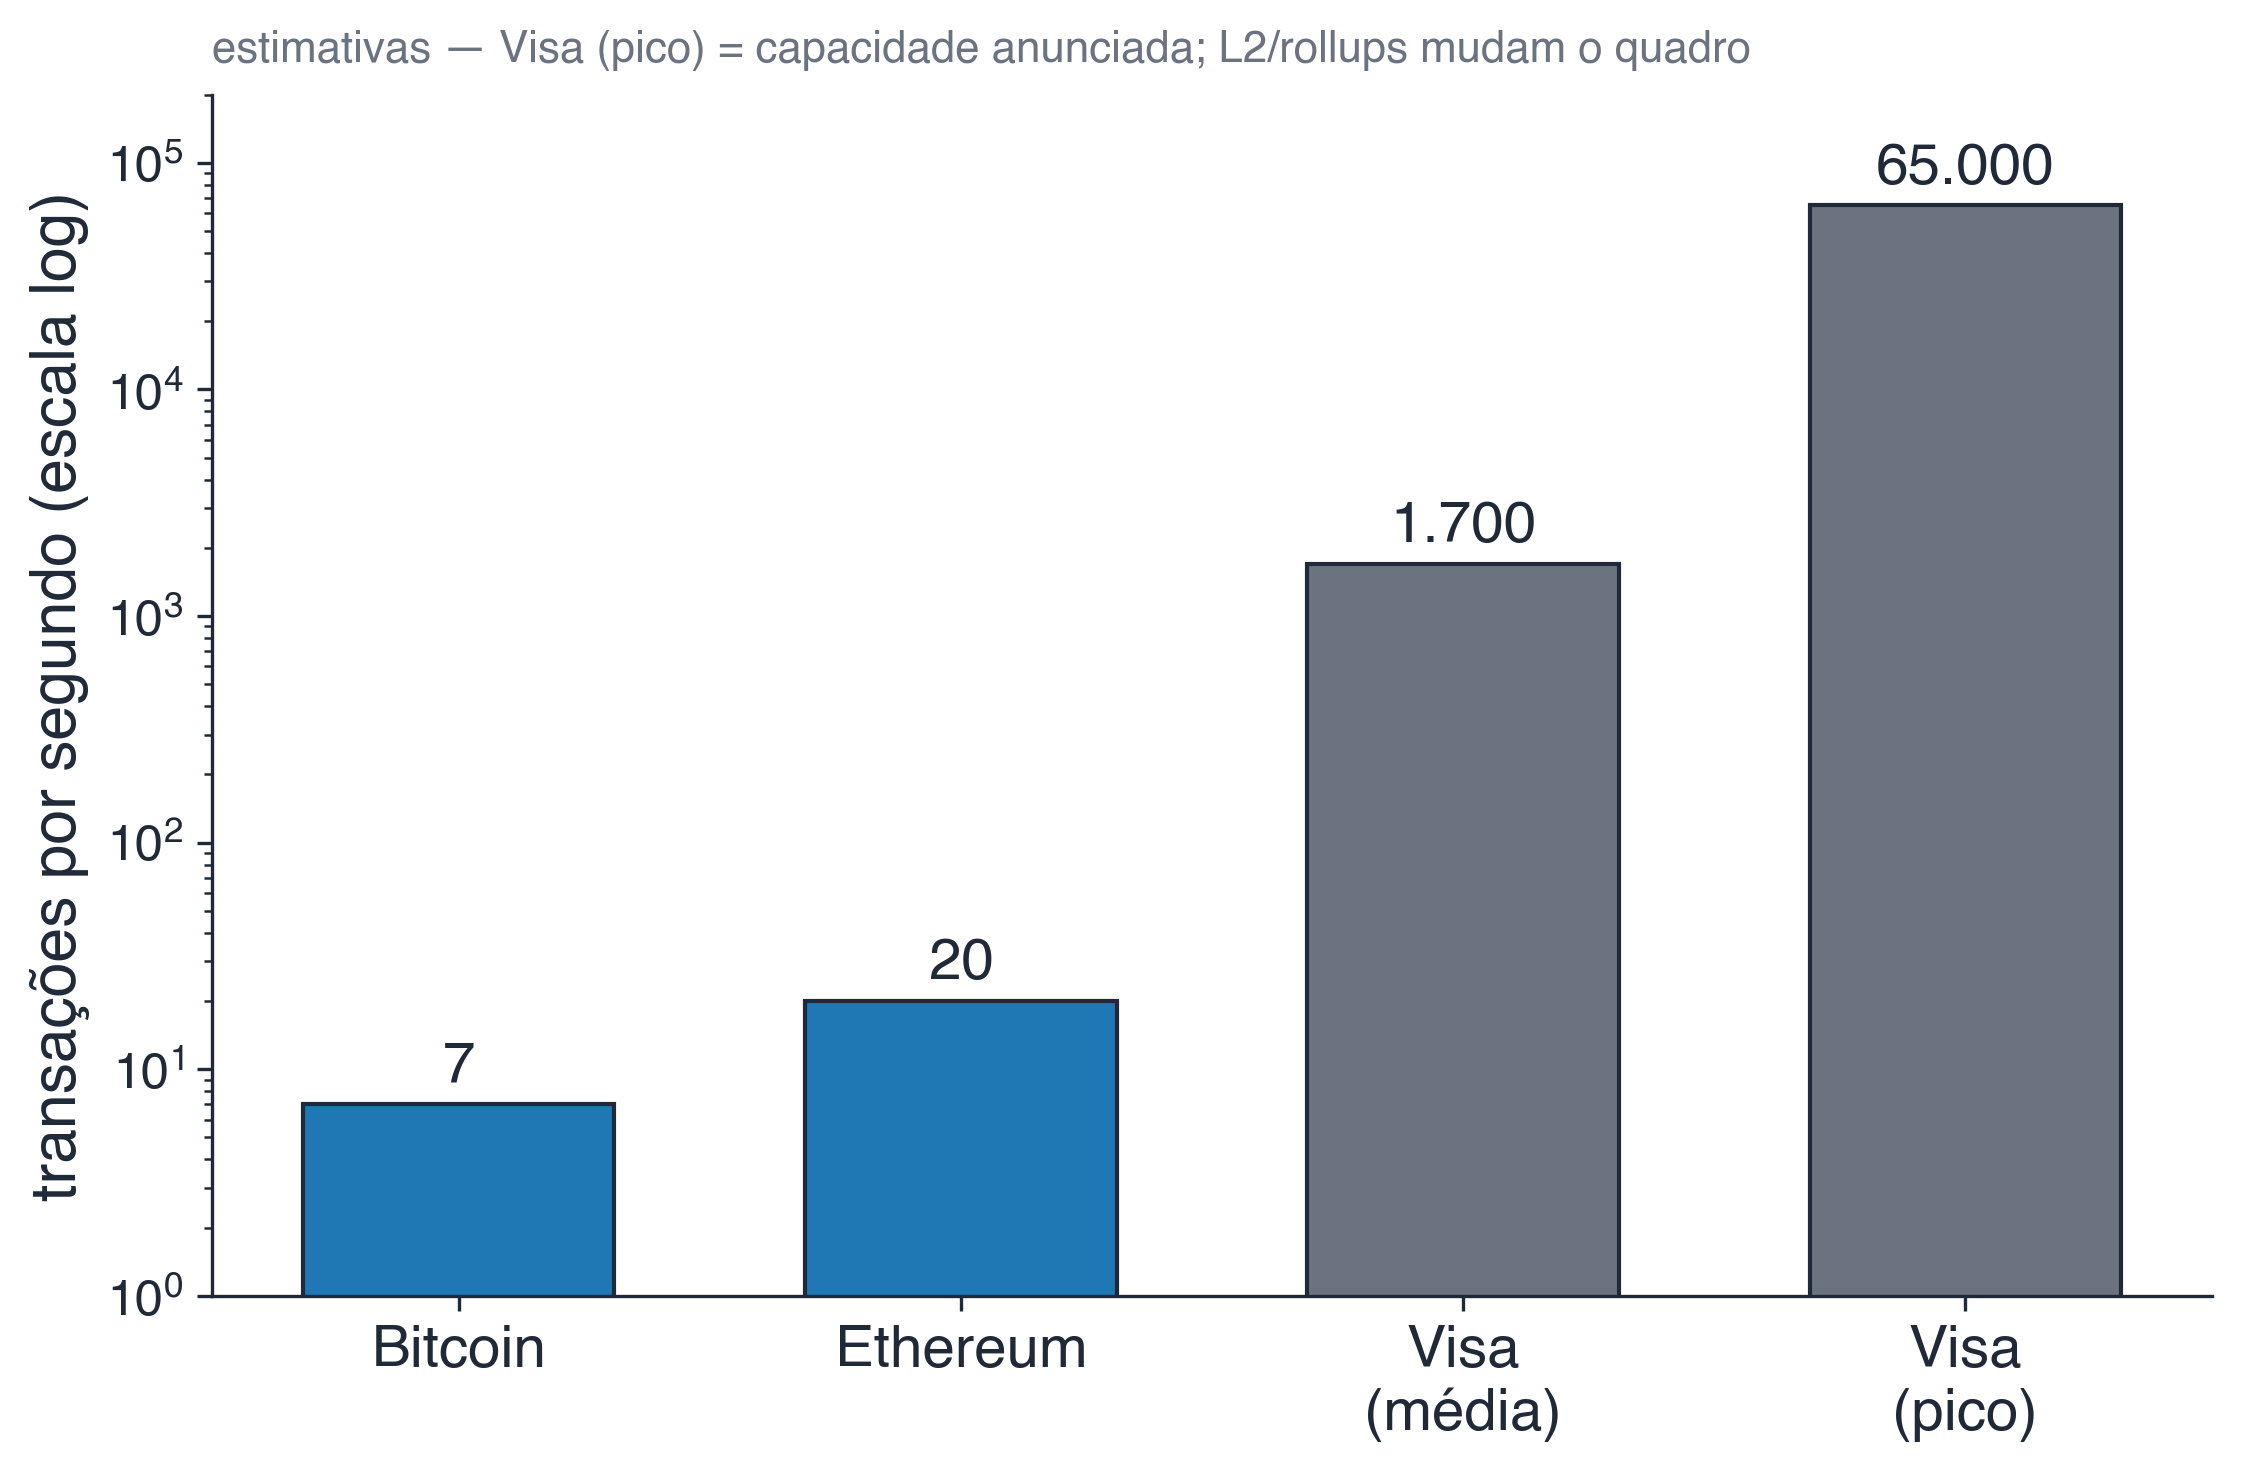 estimativas — Visa (pico) = capacidade anunciada; L2/rollups mudam o quadro
transações por segundo (escala log)
10⁵
10⁴
10³
10²
10¹
10⁰
7
20
1.700
65.000
Bitcoin
Ethereum
Visa
(média)
Visa
(pico)